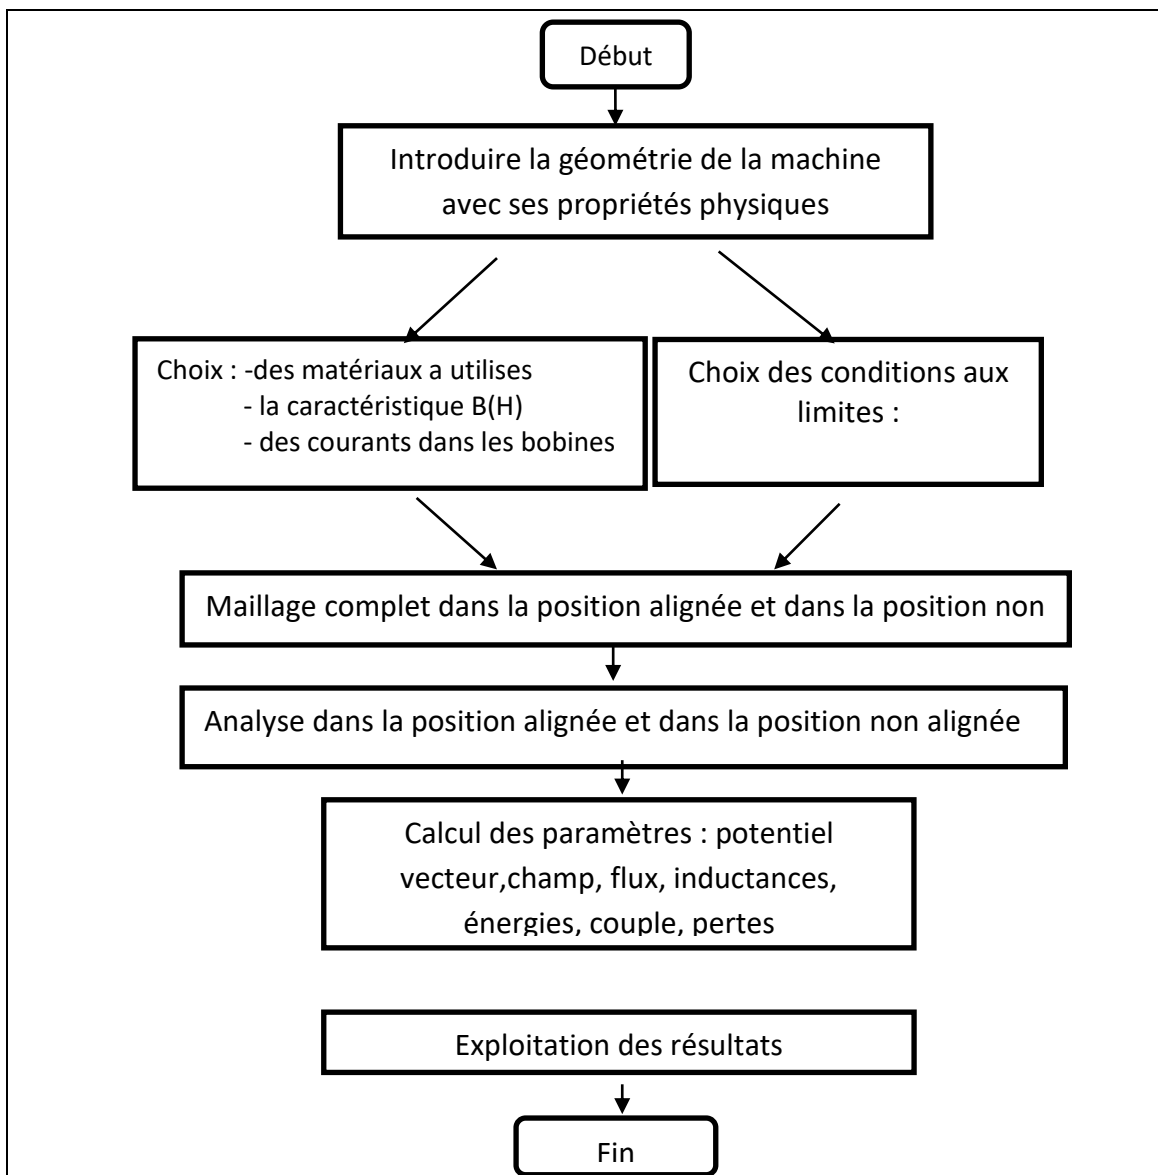 Début
Introduire la géométrie de la machine
avec ses propriétés physiques
Choix : -des matériaux a utilises
- la caractéristique B(H)
- des courants dans les bobines
Choix des conditions aux
limites :
Maillage complet dans la position alignée et dans la position non
Analyse dans la position alignée et dans la position non alignée
Calcul des paramètres : potentiel
vecteur,champ, flux, inductances,
énergies, couple, pertes
Exploitation des résultats
Fin